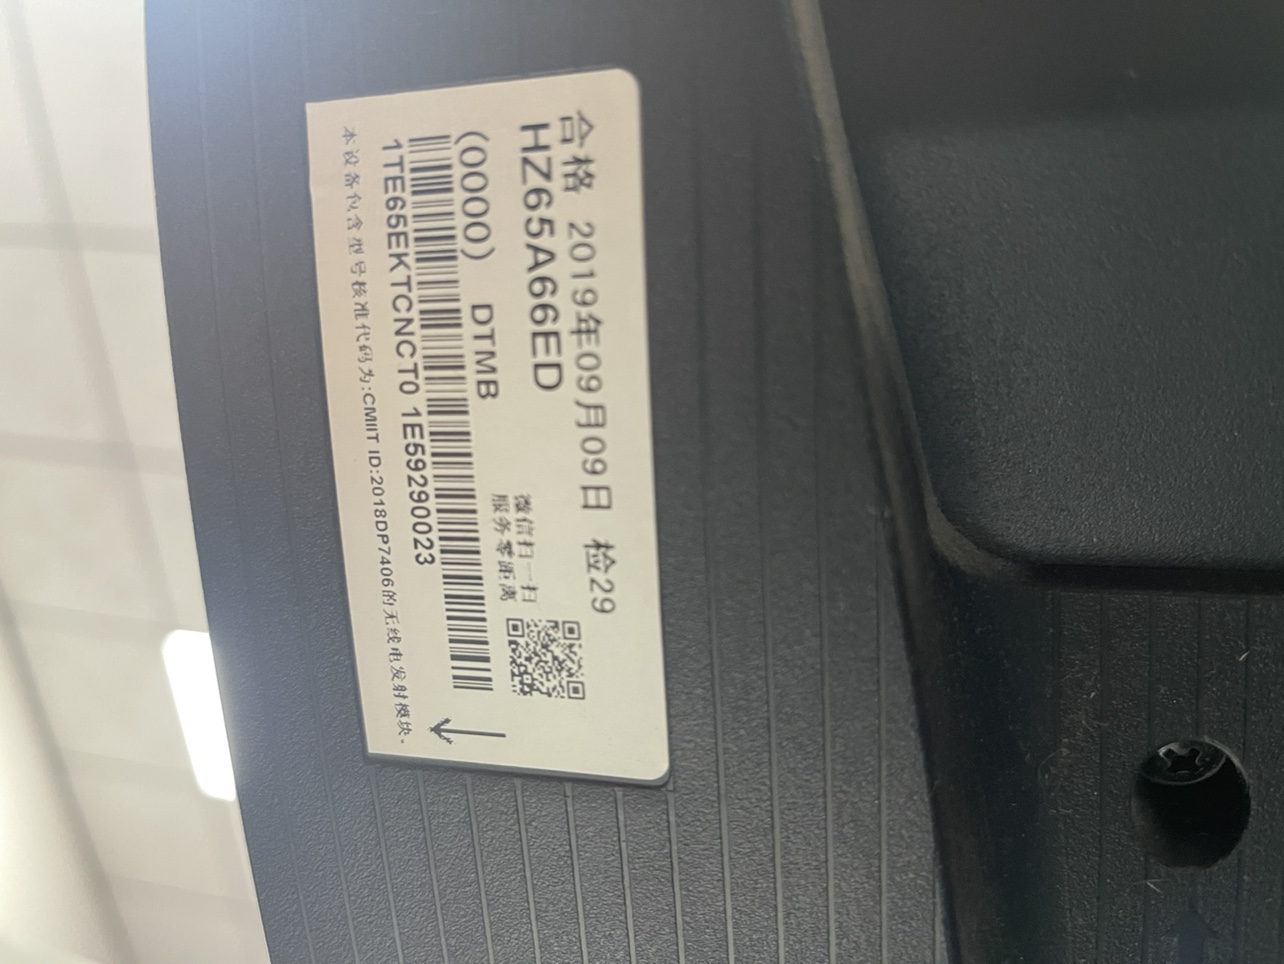 合格 2019年09月09日 检29
HZ65A66ED
微信扫一扫
服务零距离
(0000) DTMB
1TE65EKTCNCT0 1E59290023
本设备包含型号核准代码为:CMIIT ID:2018DP7406的无线电发射模块。